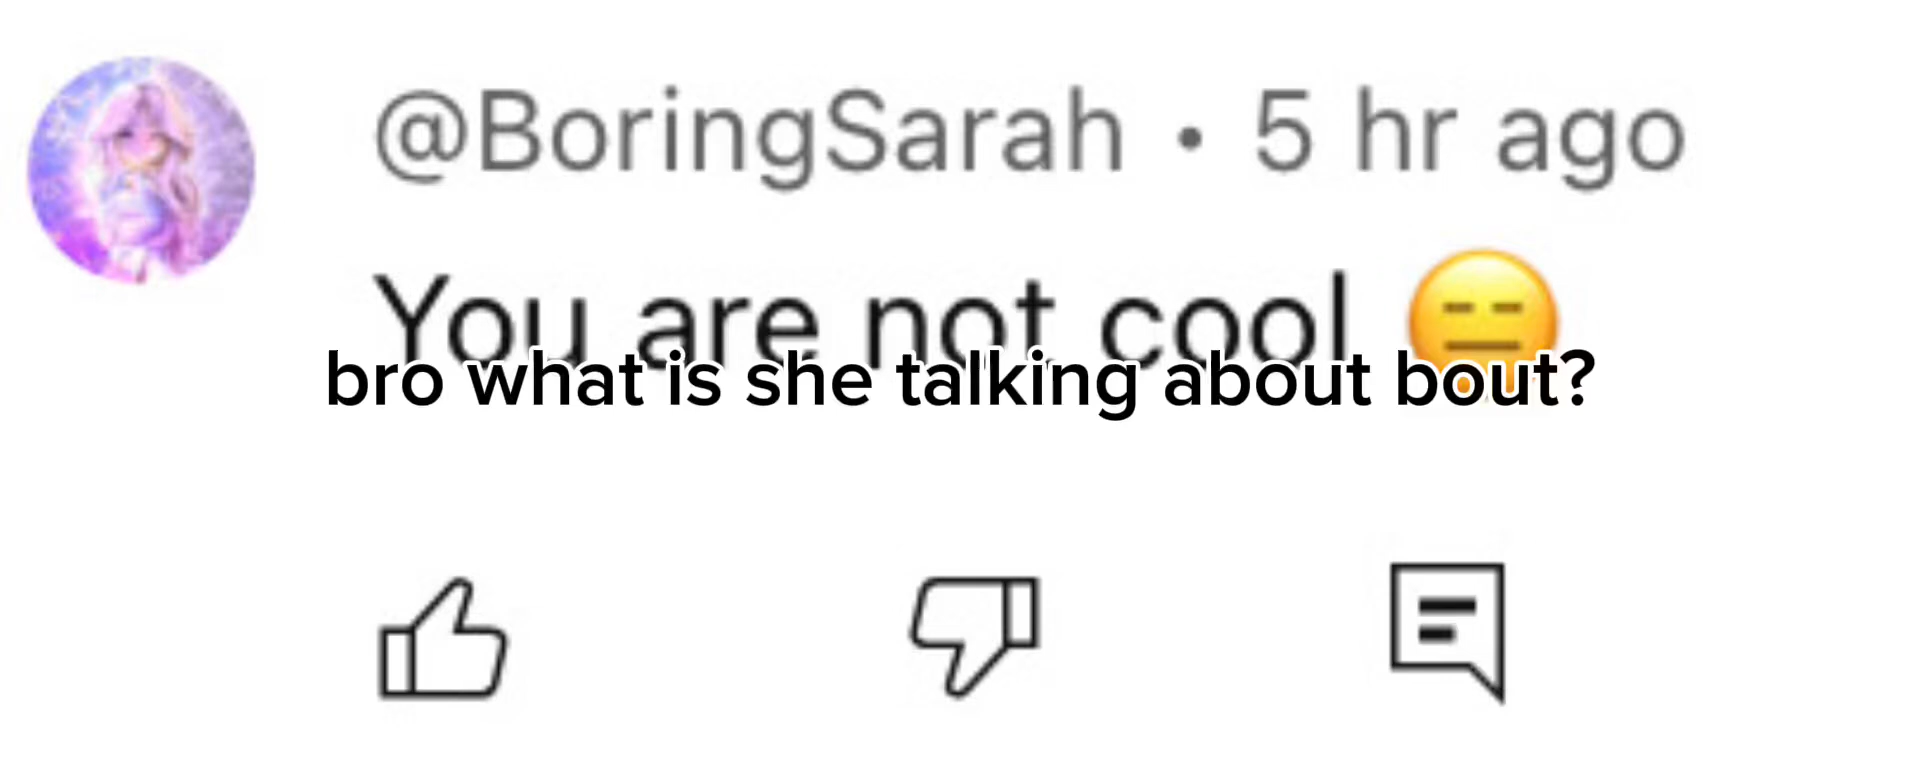 @BoringSarah • 5 hr ago
You are not cool 😑
bro what is she talking about bout?